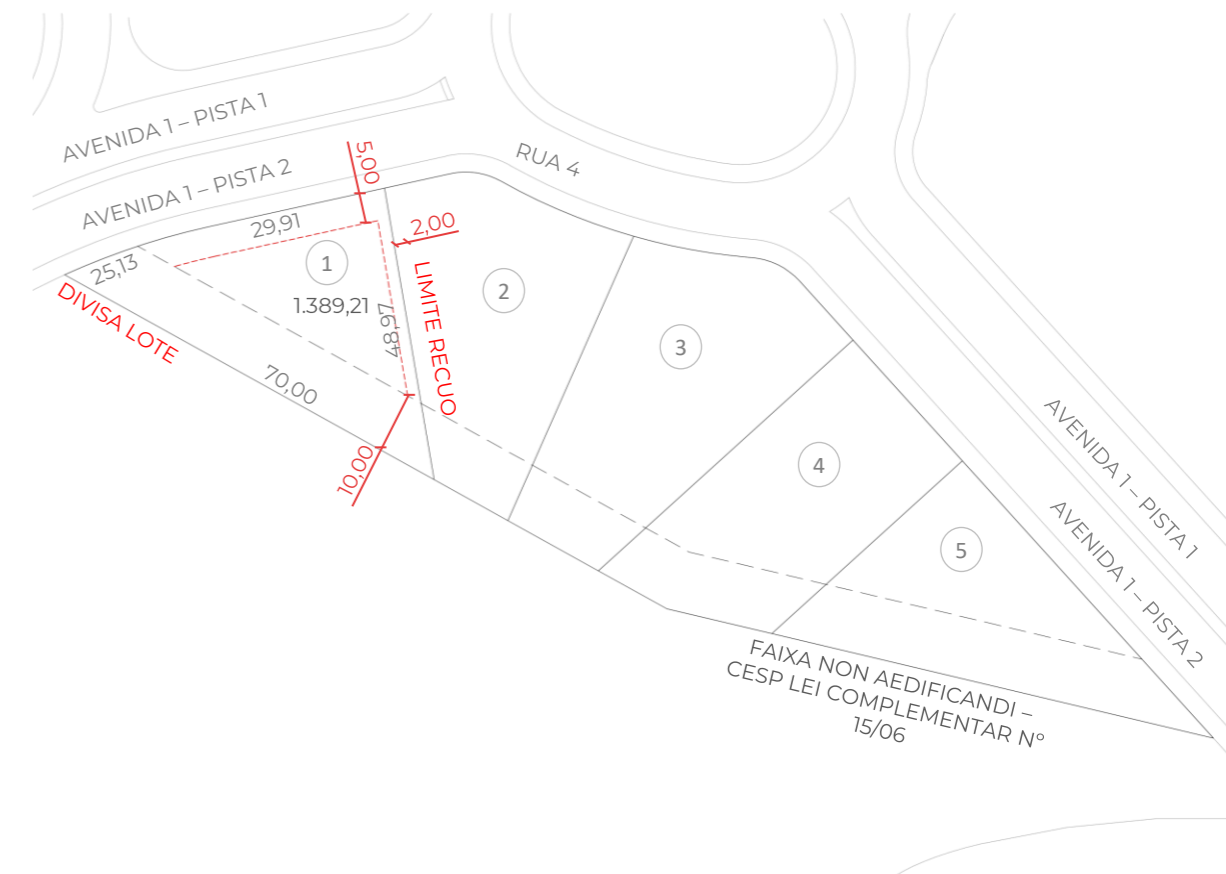 AVENIDA 1 – PISTA 1
AVENIDA 1 – PISTA 2
RUA 4
5,00
29,91
2,00
25,13
1
2
DIVISA LOTE
1.389,21
48,97
LIMITE RECUO
3
70,00
10,00
4
AVENIDA 1 – PISTA 1
5
AVENIDA 1 – PISTA 2
FAIXA NON AEDIFICANDI –
CESP LEI COMPLEMENTAR Nº
15/06